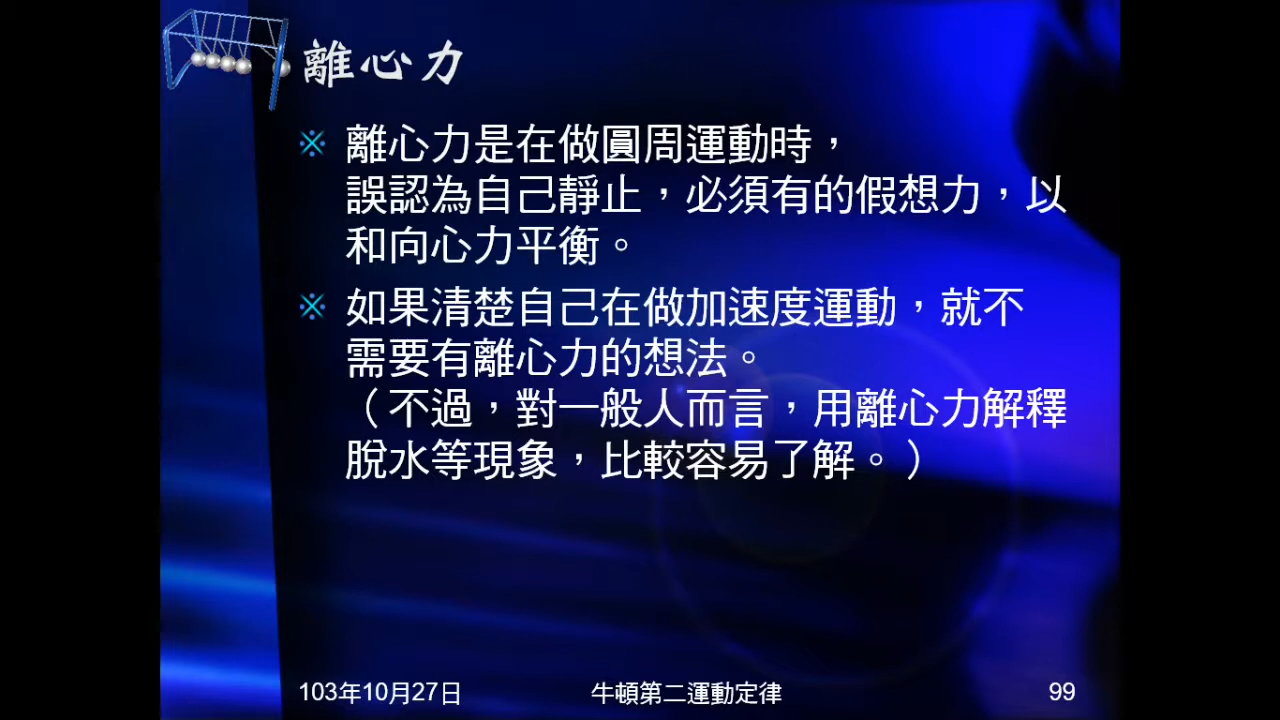 離心力
※ 離心力是在做圓周運動時，
誤認為自己靜止，必須有的假想力，以
和向心力平衡。
※ 如果清楚自己在做加速度運動，就不
需要有離心力的想法。
（不過，對一般人而言，用離心力解釋
脫水等現象，比較容易了解。）
103年10月27日
牛頓第二運動定律
99